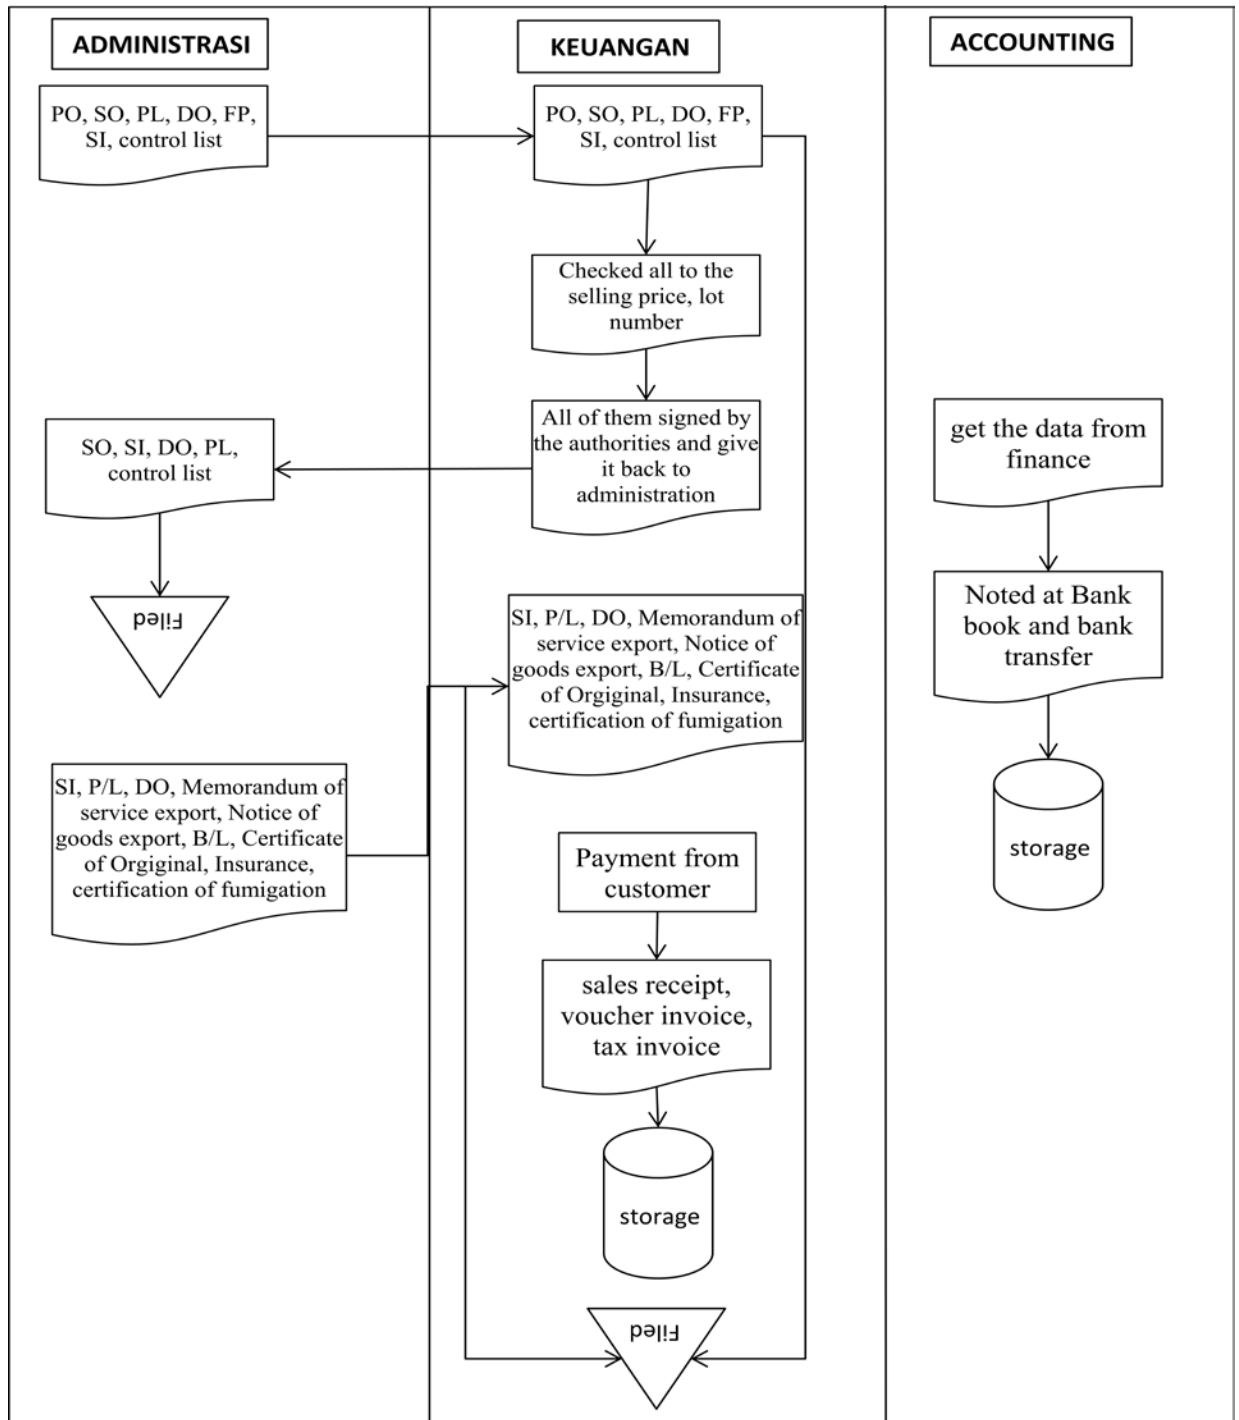 ADMINISTRASI
KEUANGAN
ACCOUNTING
PO, SO, PL, DO, FP,
SI, control list
PO, SO, PL, DO, FP,
SI, control list
Checked all to the
selling price, lot
number
All of them signed by
the authorities and give
it back to
administration
SO, SI, DO, PL,
control list
Filed
get the data from
finance
Noted at Bank
book and bank
transfer
storage
SI, P/L, DO, Memorandum of
service export, Notice of
goods export, B/L, Certificate
of Orgiginal, Insurance,
certification of fumigation
SI, P/L, DO, Memorandum of
service export, Notice of
goods export, B/L, Certificate
of Orgiginal, Insurance,
certification of fumigation
Payment from
customer
sales receipt,
voucher invoice,
tax invoice
storage
Filed